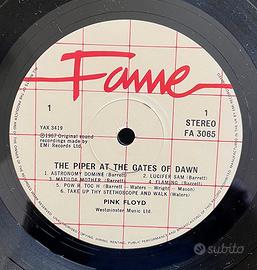 Fame
1
1
STEREO
FA 3065
YAX 3419
℗1967 Original sound
recordings made by
EMI Records Ltd.
THE PIPER AT THE GATES OF DAWN
1. ASTRONOMY DOMINE (Barrett) 2. LUCIFER SAM (Barrett)
3. MATILDA MOTHER (Barrett) 4. FLAMING (Barrett)
5. POW R. TOC H (Barrett - Waters - Wright - Mason)
6. TAKE UP THY STETHOSCOPE AND WALK (Waters)
PINK FLOYD
Westminster Music Ltd.
subito